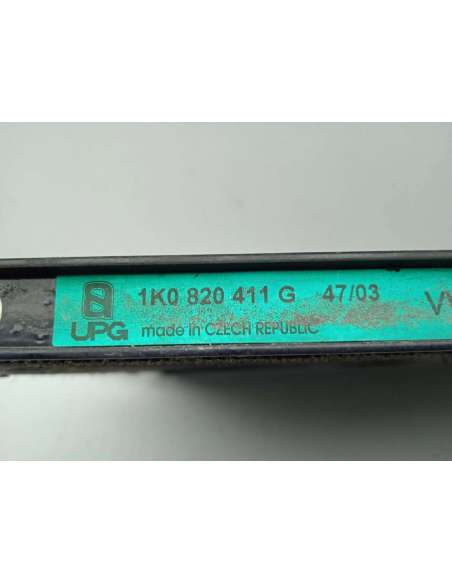 1K0 820 411 G 47/03
UPG made in CZECH REPUBLIC